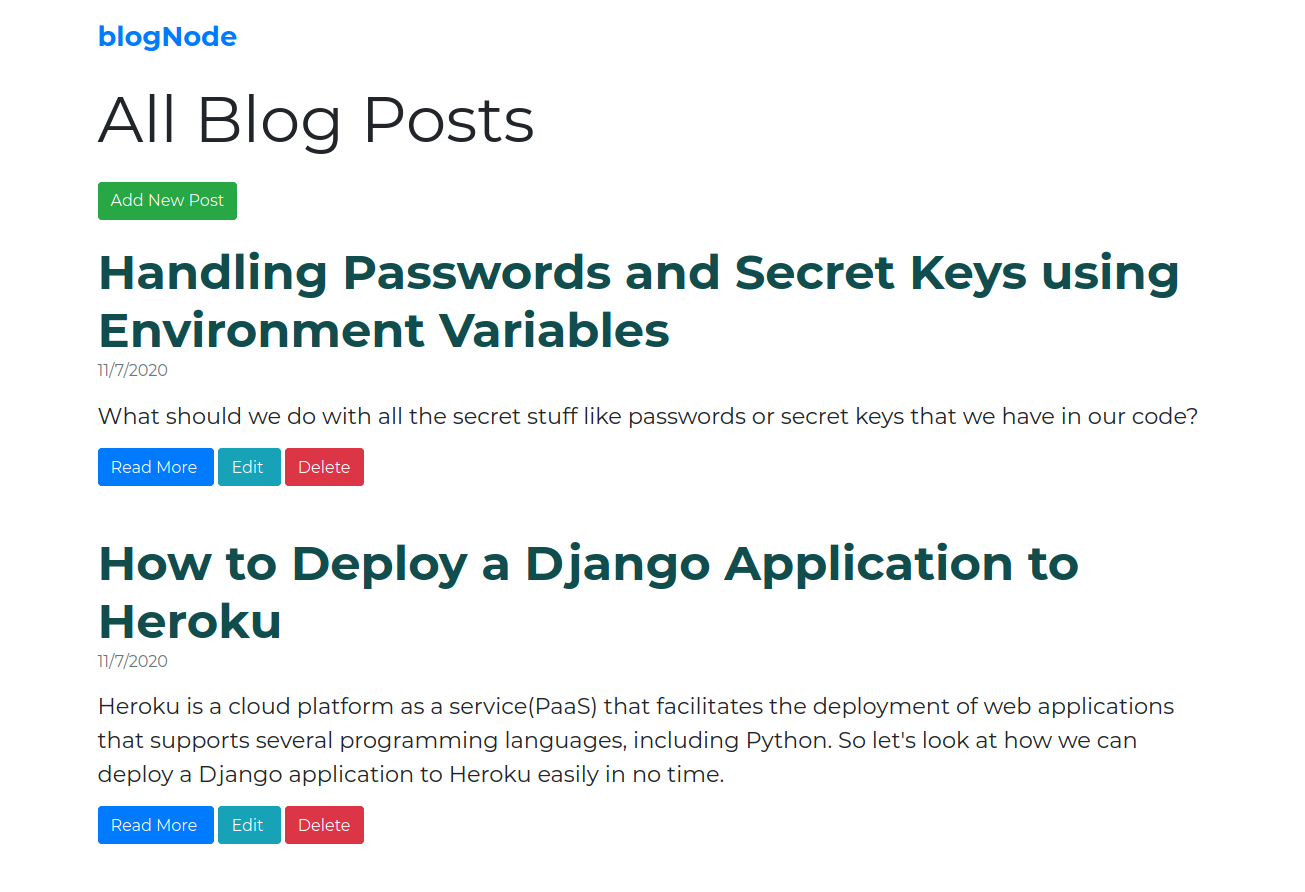 blogNode
All Blog Posts
Add New Post
Handling Passwords and Secret Keys using
Environment Variables
11/7/2020
What should we do with all the secret stuff like passwords or secret keys that we have in our code?
Read More Edit Delete
How to Deploy a Django Application to
Heroku
11/7/2020
Heroku is a cloud platform as a service(PaaS) that facilitates the deployment of web applications
that supports several programming languages, including Python. So let's look at how we can
deploy a Django application to Heroku easily in no time.
Read More Edit Delete